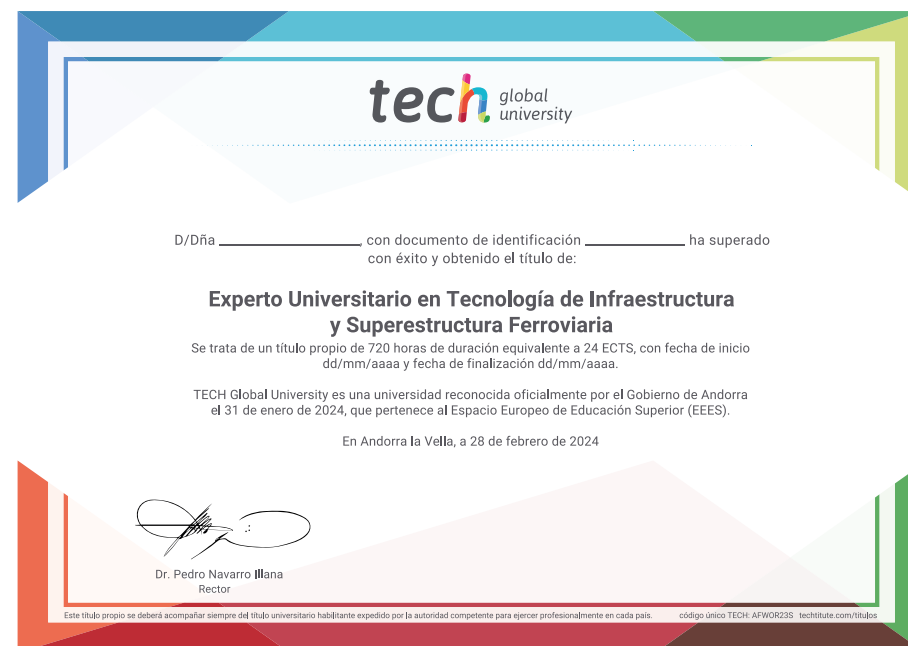 tech global university
D/Dña ____________________, con documento de identificación ______________ ha superado
con éxito y obtenido el título de:
Experto Universitario en Tecnología de Infraestructura
y Superestructura Ferroviaria
Se trata de un título propio de 720 horas de duración equivalente a 24 ECTS, con fecha de inicio
dd/mm/aaaa y fecha de finalización dd/mm/aaaa.
TECH Global University es una universidad reconocida oficialmente por el Gobierno de Andorra
el 31 de enero de 2024, que pertenece al Espacio Europeo de Educación Superior (EEES).
En Andorra la Vella, a 28 de febrero de 2024
Dr. Pedro Navarro Illana
Rector
Este título propio se deberá acompañar siempre del título universitario habilitante expedido por la autoridad competente para ejercer profesionalmente en cada país. código único TECH: AFWOR23S techtitute.com/titulos